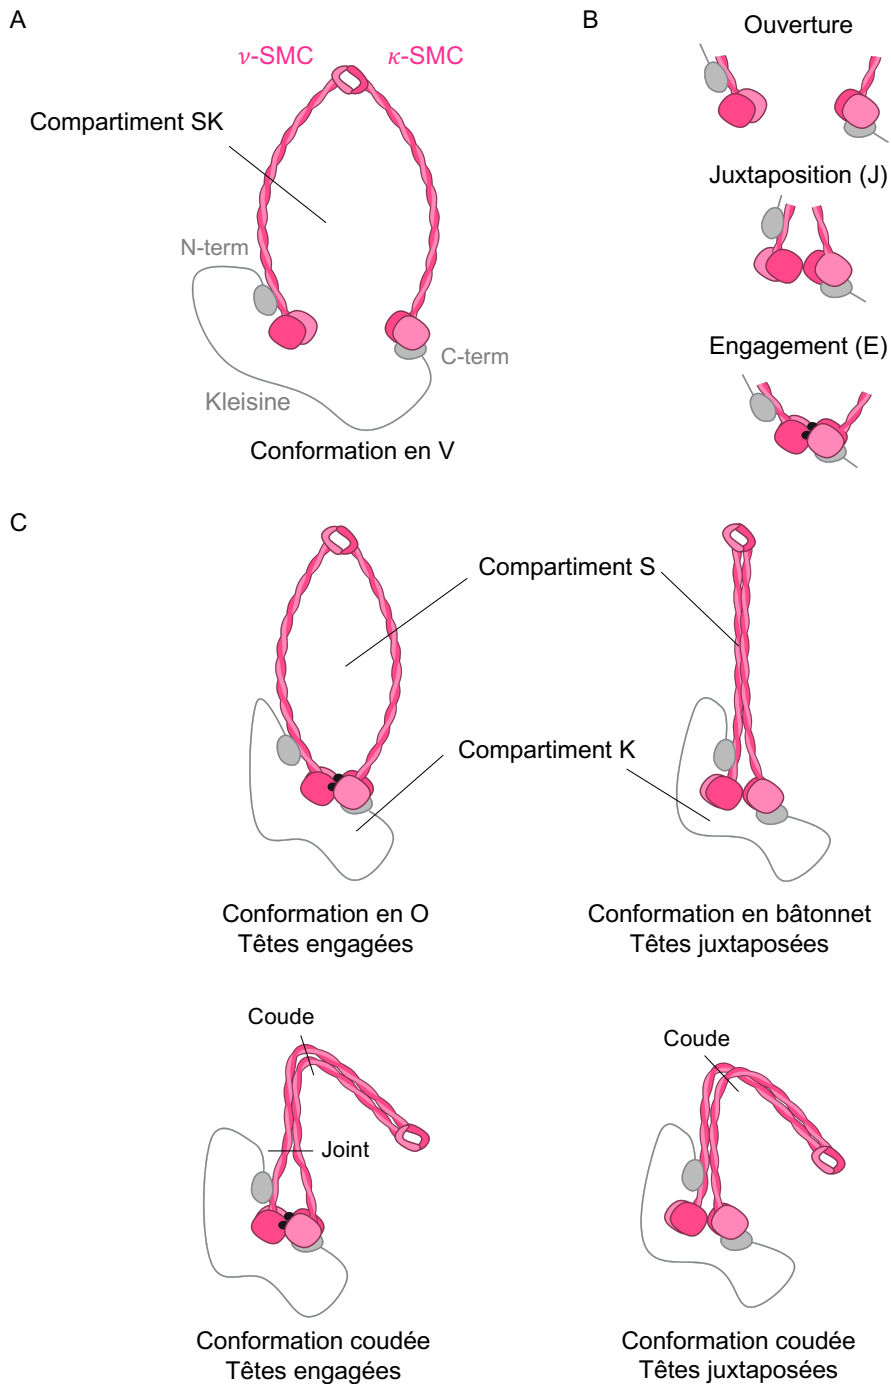 A
ν-SMC
κ-SMC
Compartiment SK
N-term
C-term
Kleisine
Conformation en V
B
Ouverture
Juxtaposition (J)
Engagement (E)
C
Compartiment S
Compartiment K
Conformation en O
Têtes engagées
Conformation en bâtonnet
Têtes juxtaposées
Coude
Joint
Conformation coudée
Têtes engagées
Coude
Conformation coudée
Têtes juxtaposées